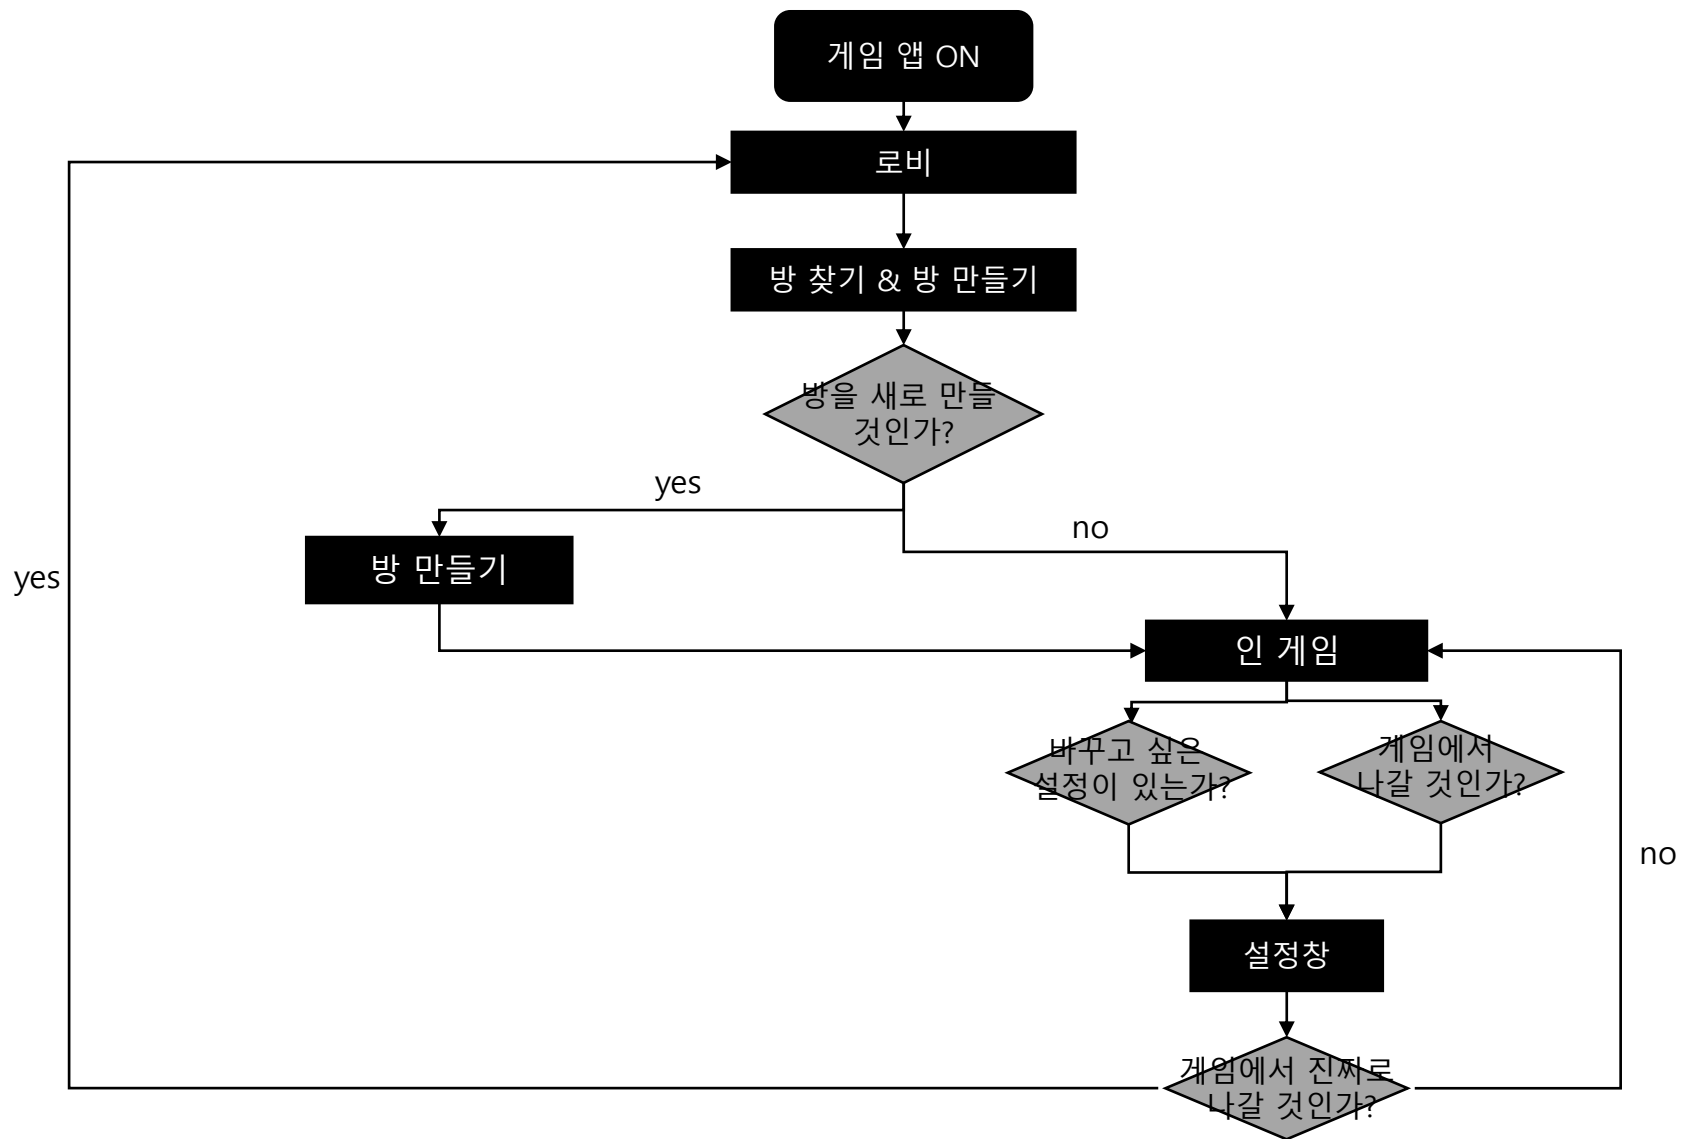 게임 앱 ON
로비
방 찾기 & 방 만들기
방을 새로 만들
것인가?
yes
no
방 만들기
yes
인 게임
바꾸고 싶은
설정이 있는가?
게임에서
나갈 것인가?
no
설정창
게임에서 진짜로
나갈 것인가?